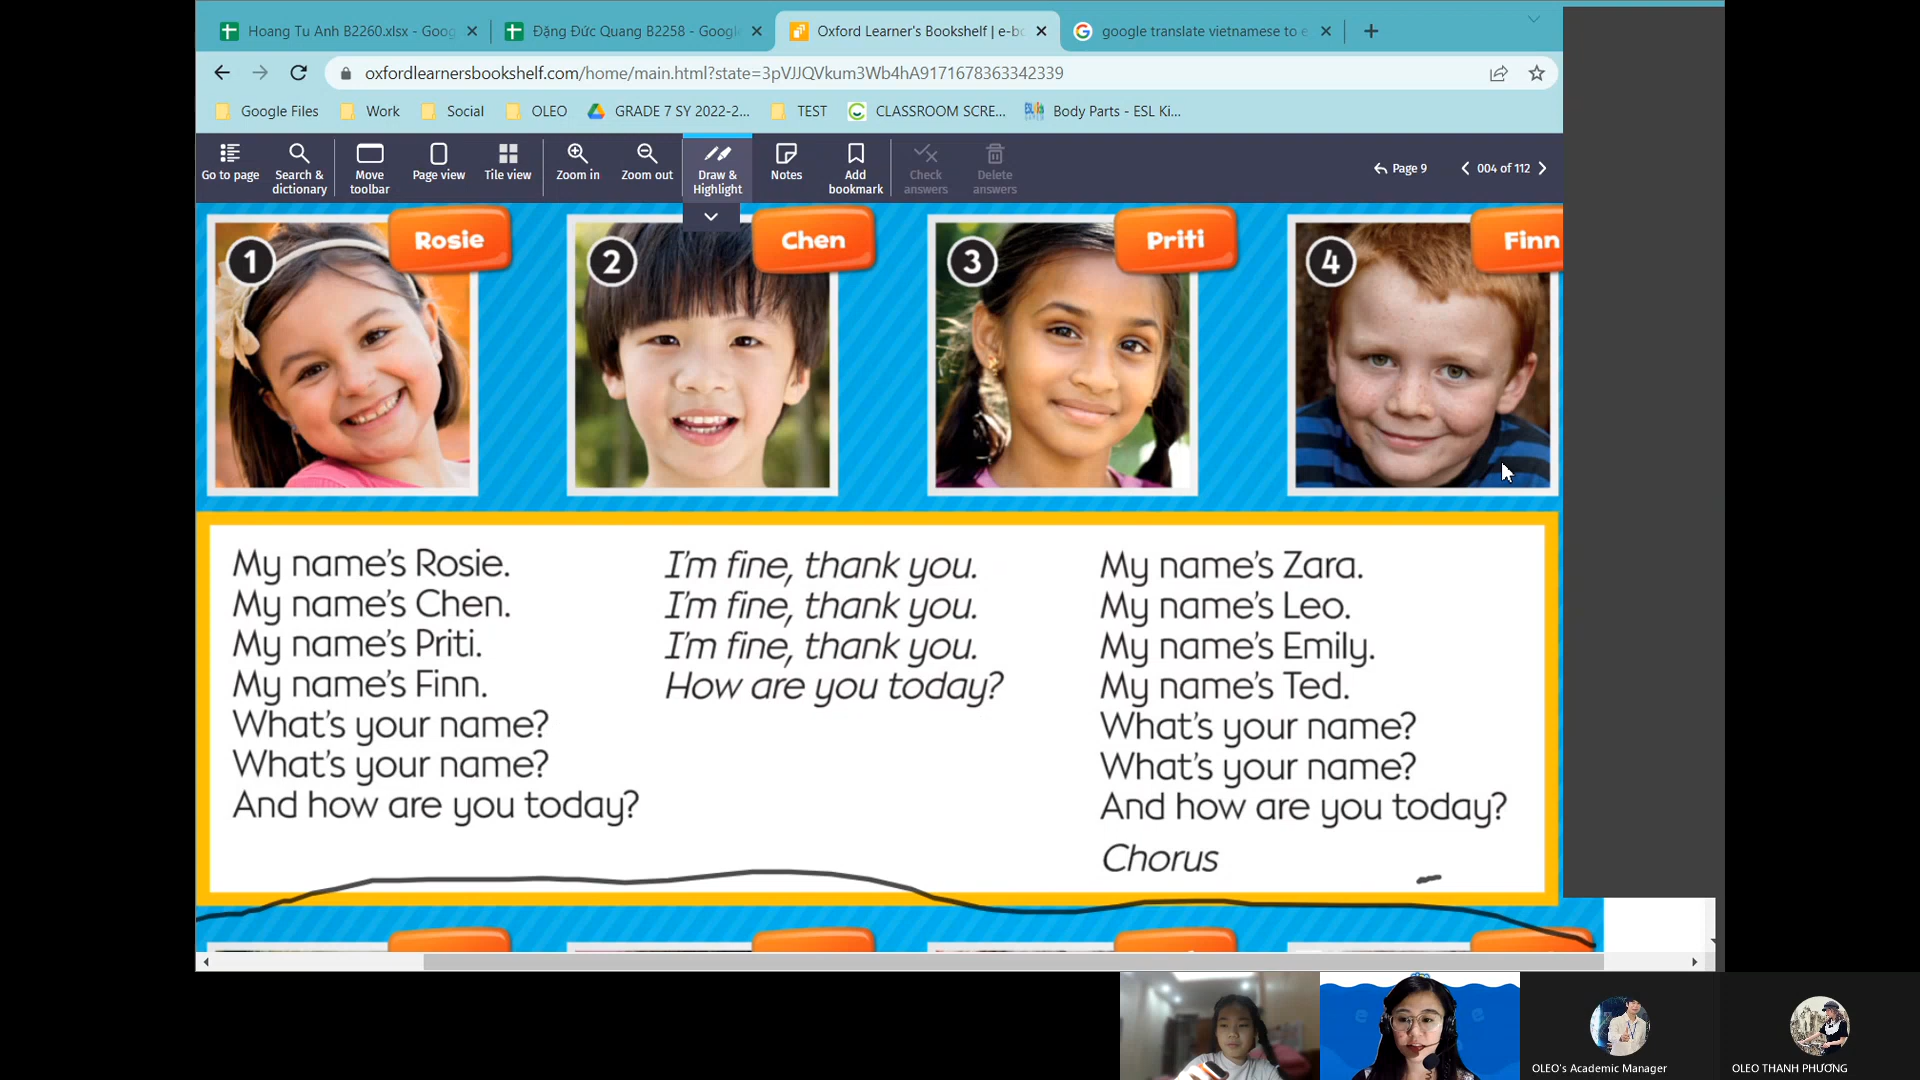 Hoang Tu Anh B2260.xlsx - Goog
Đặng Đức Quang B2258 - Googl
Oxford Learner's Bookshelf | e-bo
google translate vietnamese to e
oxfordlearnersbookshelf.com/home/main.html?state=3pVJJQVkum3Wb4hA9171678363342339
Google Files
Work
Social
OLEO
GRADE 7 SY 2022-2...
TEST
CLASSROOM SCRE...
Body Parts - ESL Ki...
Go to page
Search & dictionary
Move toolbar
Page view
Tile view
Zoom in
Zoom out
Draw & Highlight
Notes
Add bookmark
Check answers
Delete answers
Page 9
004 of 112
1 Rosie
2 Chen
3 Priti
4 Finn
My name's Rosie.
My name's Chen.
My name's Priti.
My name's Finn.
What's your name?
What's your name?
And how are you today?
I'm fine, thank you.
I'm fine, thank you.
I'm fine, thank you.
How are you today?
My name's Zara.
My name's Leo.
My name's Emily.
My name's Ted.
What's your name?
What's your name?
And how are you today?
Chorus
OLEO's Academic Manager
OLEO THANH PHƯƠNG